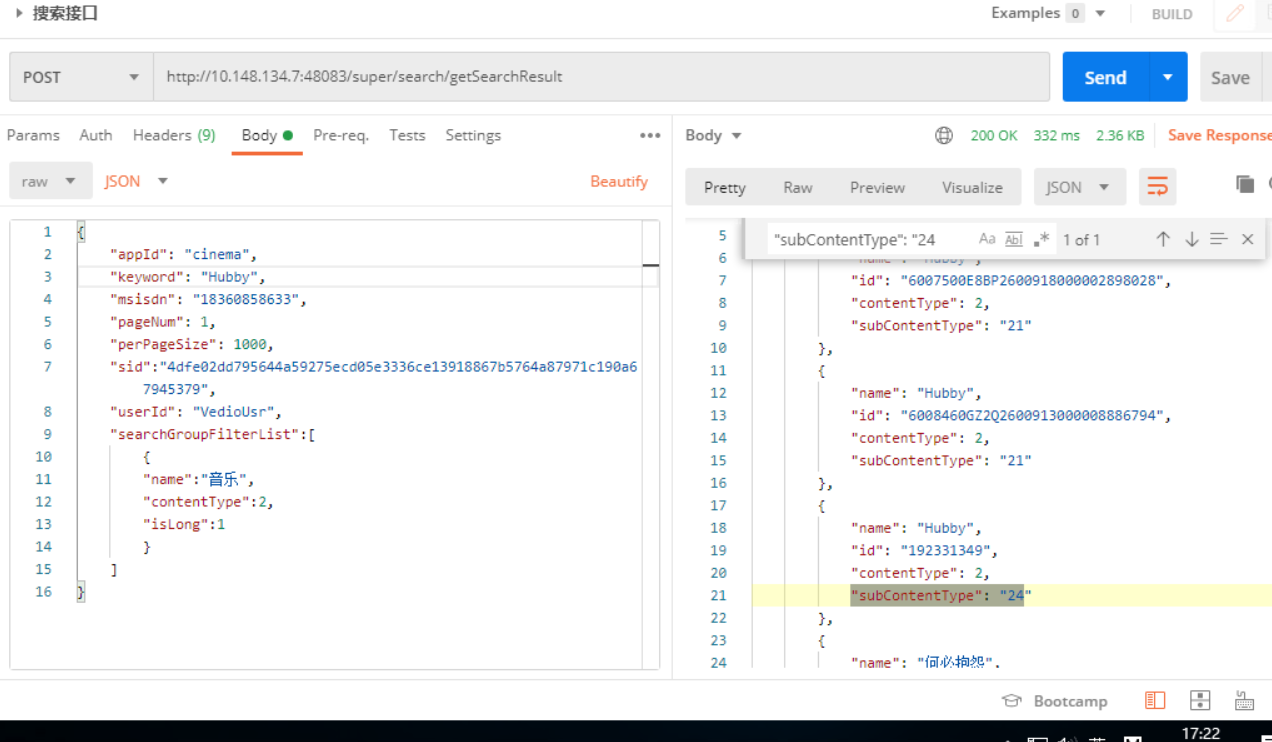 搜索接口
Examples 0
BUILD
POST
http://10.148.134.7:48083/super/search/getSearchResult
Send
Save
Params Auth Headers (9) Body Pre-req. Tests Settings
Body
200 OK 332 ms 2.36 KB Save Response
raw JSON Beautify
Pretty Raw Preview Visualize JSON
1 {
2 "appId": "cinema",
3 "keyword": "Hubby",
4 "msisdn": "18360858633",
5 "pageNum": 1,
6 "perPageSize": 1000,
7 "sid":"4dfe02dd795644a59275ecd05e3336ce13918867b5764a87971c190a6
7945379",
8 "userId": "VedioUsr",
9 "searchGroupFilterList":[
10 {
11 "name":"音乐",
12 "contentType":2,
13 "isLong":1
14 }
15 ]
16 }
"subContentType": "24
Aa Abl .* 1 of 1
5
6 "name": "Hubby",
7 "id": "6007500E8BP2600918000002898028",
8 "contentType": 2,
9 "subContentType": "21"
10 },
11 {
12 "name": "Hubby",
13 "id": "6008460GZ2Q2600913000008886794",
14 "contentType": 2,
15 "subContentType": "21"
16 },
17 {
18 "name": "Hubby",
19 "id": "192331349",
20 "contentType": 2,
21 "subContentType": "24"
22 },
23 {
24 "name": "何必抱怨",
Bootcamp
17:22